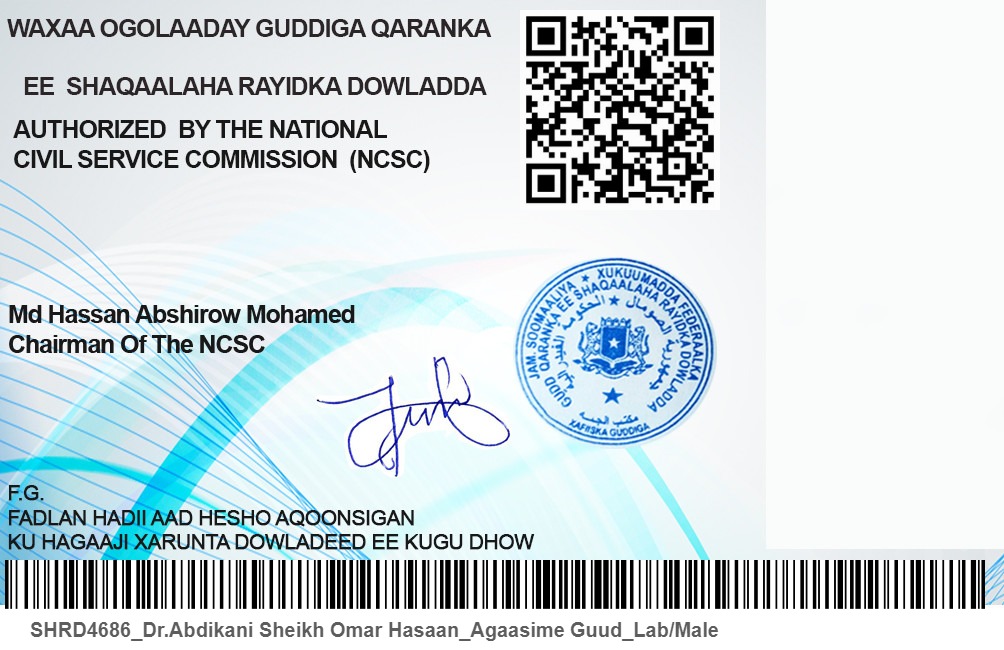 WAXAA OGOLAADAY GUDDIGA QARANKA
EE SHAQAALAHA RAYIDKA DOWLADDA
AUTHORIZED BY THE NATIONAL
CIVIL SERVICE COMMISSION (NCSC)
Md Hassan Abshirow Mohamed
Chairman Of The NCSC
JAM. SOOMAALIYA ★ XUKUUMADDA FEDERAALKA
GUDD QARANKA EE SHAQAALAHA RAYIDKA DOWLADDA
XAFIISKA GUDDIGA
F.G.
FADLAN HADII AAD HESHO AQOONSIGAN
KU HAGAAJI XARUNTA DOWLADEED EE KUGU DHOW
SHRD4686_Dr.Abdikani Sheikh Omar Hasaan_Agaasime Guud_Lab/Male